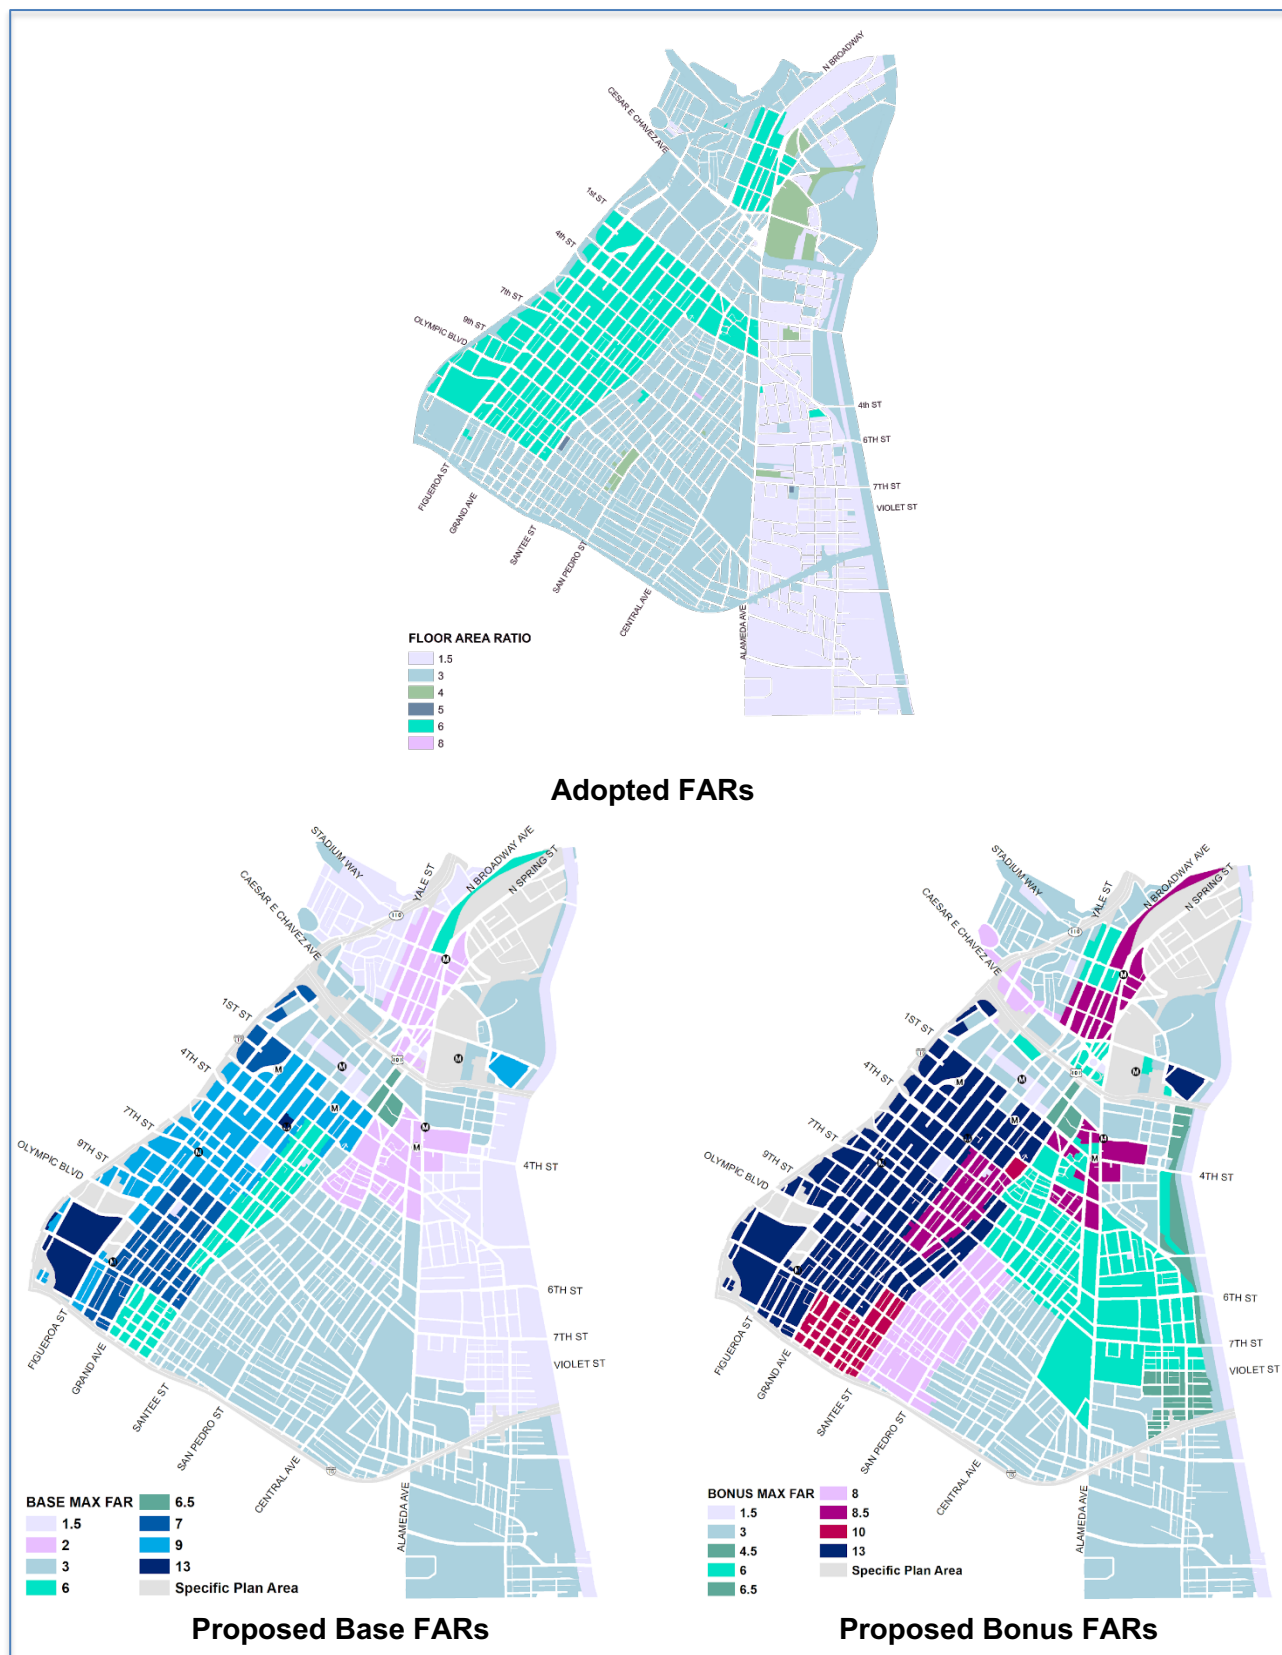 N BROADWAY
CESAR E CHAVEZ AVE
1st ST
4th ST
7th ST
9th ST
OLYMPIC BLVD
4th ST
6TH ST
7TH ST
VIOLET ST
FIGUEROA ST
GRAND AVE
SANTEE ST
SAN PEDRO ST
CENTRAL AVE
ALAMEDA AVE
FLOOR AREA RATIO
1.5
3
4
5
6
8
Adopted FARs
STADIUM WAY
YALE ST
N BROADWAY AVE
N SPRING ST
CAESAR E CHAVEZ AVE
110
M
1ST ST
101
M
M
4TH ST
M
M
M
M
7TH ST
M
9TH ST
OLYMPIC BLVD
4TH ST
M
6TH ST
7TH ST
VIOLET ST
FIGUEROA ST
GRAND AVE
SANTEE ST
SAN PEDRO ST
CENTRAL AVE
ALAMEDA AVE
BASE MAX FAR
1.5
2
3
6
6.5
7
9
13
Specific Plan Area
Proposed Base FARs
STADIUM WAY
YALE ST
N BROADWAY AVE
N SPRING ST
CAESAR E CHAVEZ AVE
110
M
1ST ST
101
M
M
4TH ST
M
M
M
M
7TH ST
9TH ST
OLYMPIC BLVD
4TH ST
6TH ST
7TH ST
VIOLET ST
FIGUEROA ST
GRAND AVE
SANTEE ST
SAN PEDRO ST
CENTRAL AVE
ALAMEDA AVE
BONUS MAX FAR
1.5
3
4.5
6
6.5
8
8.5
10
13
Specific Plan Area
Proposed Bonus FARs